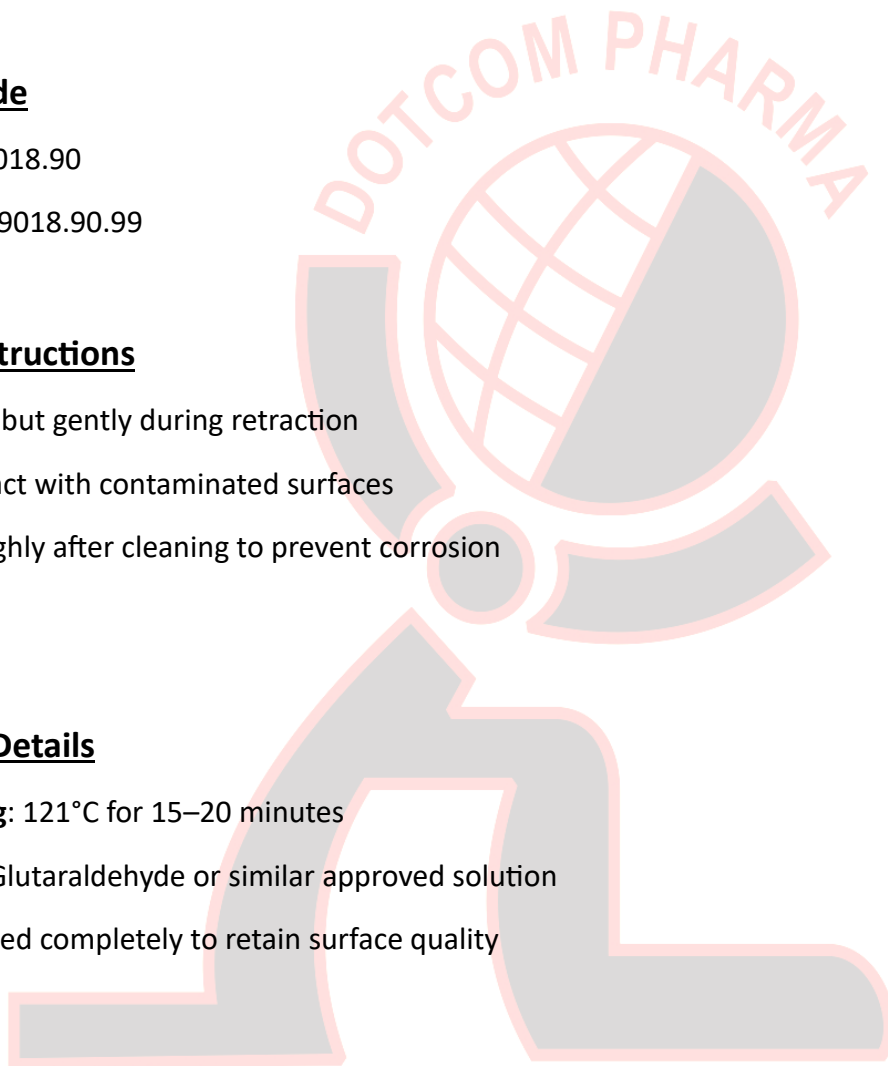 DOTCOM PHARMA
de
018.90
9018.90.99
tructions
but gently during retraction
act with contaminated surfaces
ghly after cleaning to prevent corrosion
Details
g: 121°C for 15–20 minutes
Glutaraldehyde or similar approved solution
ed completely to retain surface quality